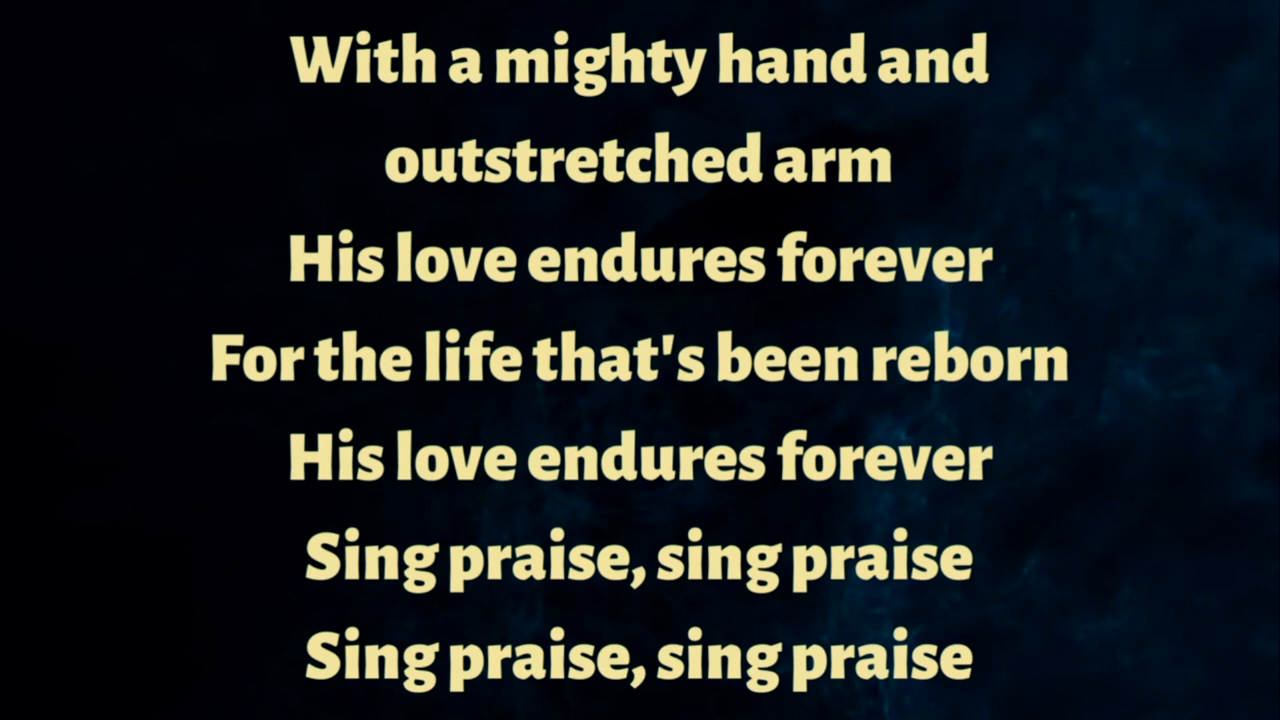 With a mighty hand and
outstretched arm
His love endures forever
For the life that's been reborn
His love endures forever
Sing praise, sing praise
Sing praise, sing praise